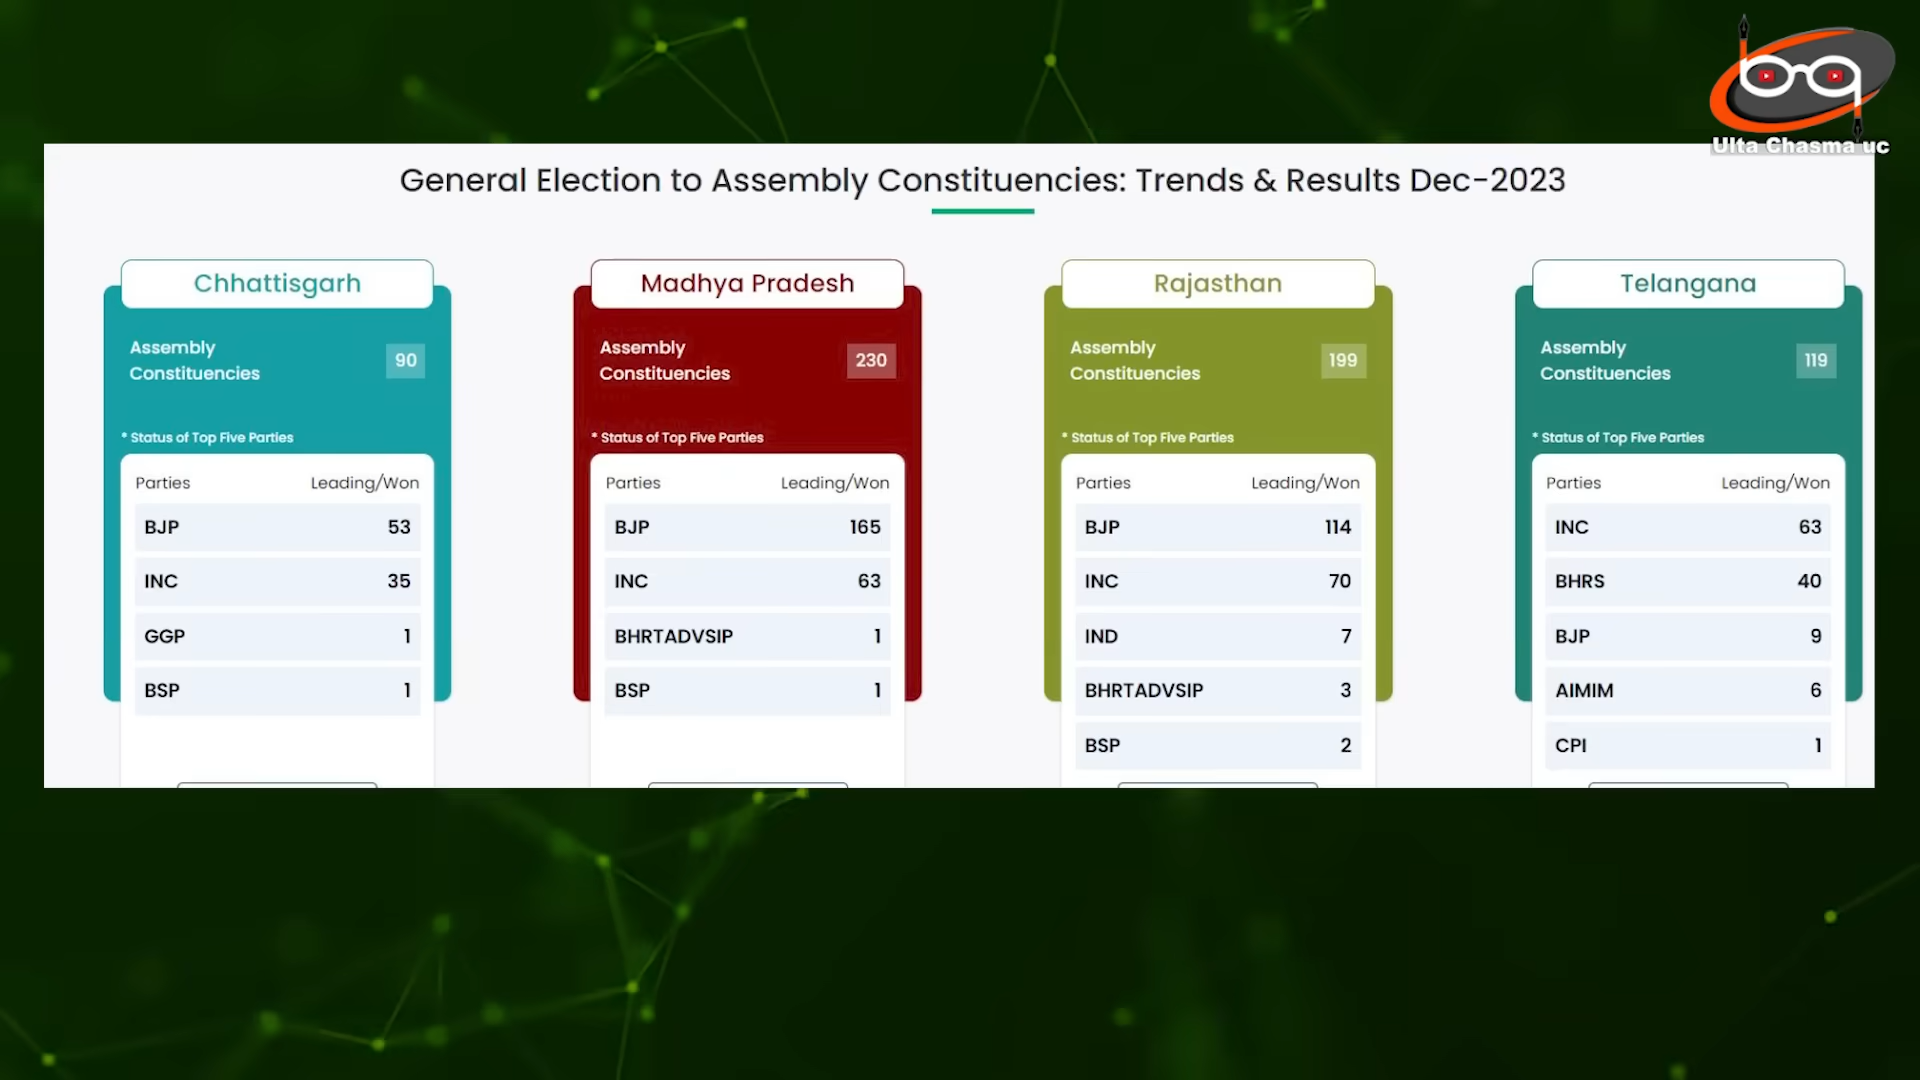 Ulta Chasma uc
General Election to Assembly Constituencies: Trends & Results Dec-2023
Chhattisgarh
Assembly
Constituencies
90
* Status of Top Five Parties
Parties Leading/Won
BJP 53
INC 35
GGP 1
BSP 1
Madhya Pradesh
Assembly
Constituencies
230
* Status of Top Five Parties
Parties Leading/Won
BJP 165
INC 63
BHRTADVSIP 1
BSP 1
Rajasthan
Assembly
Constituencies
199
* Status of Top Five Parties
Parties Leading/Won
BJP 114
INC 70
IND 7
BHRTADVSIP 3
BSP 2
Telangana
Assembly
Constituencies
119
* Status of Top Five Parties
Parties Leading/Won
INC 63
BHRS 40
BJP 9
AIMIM 6
CPI 1